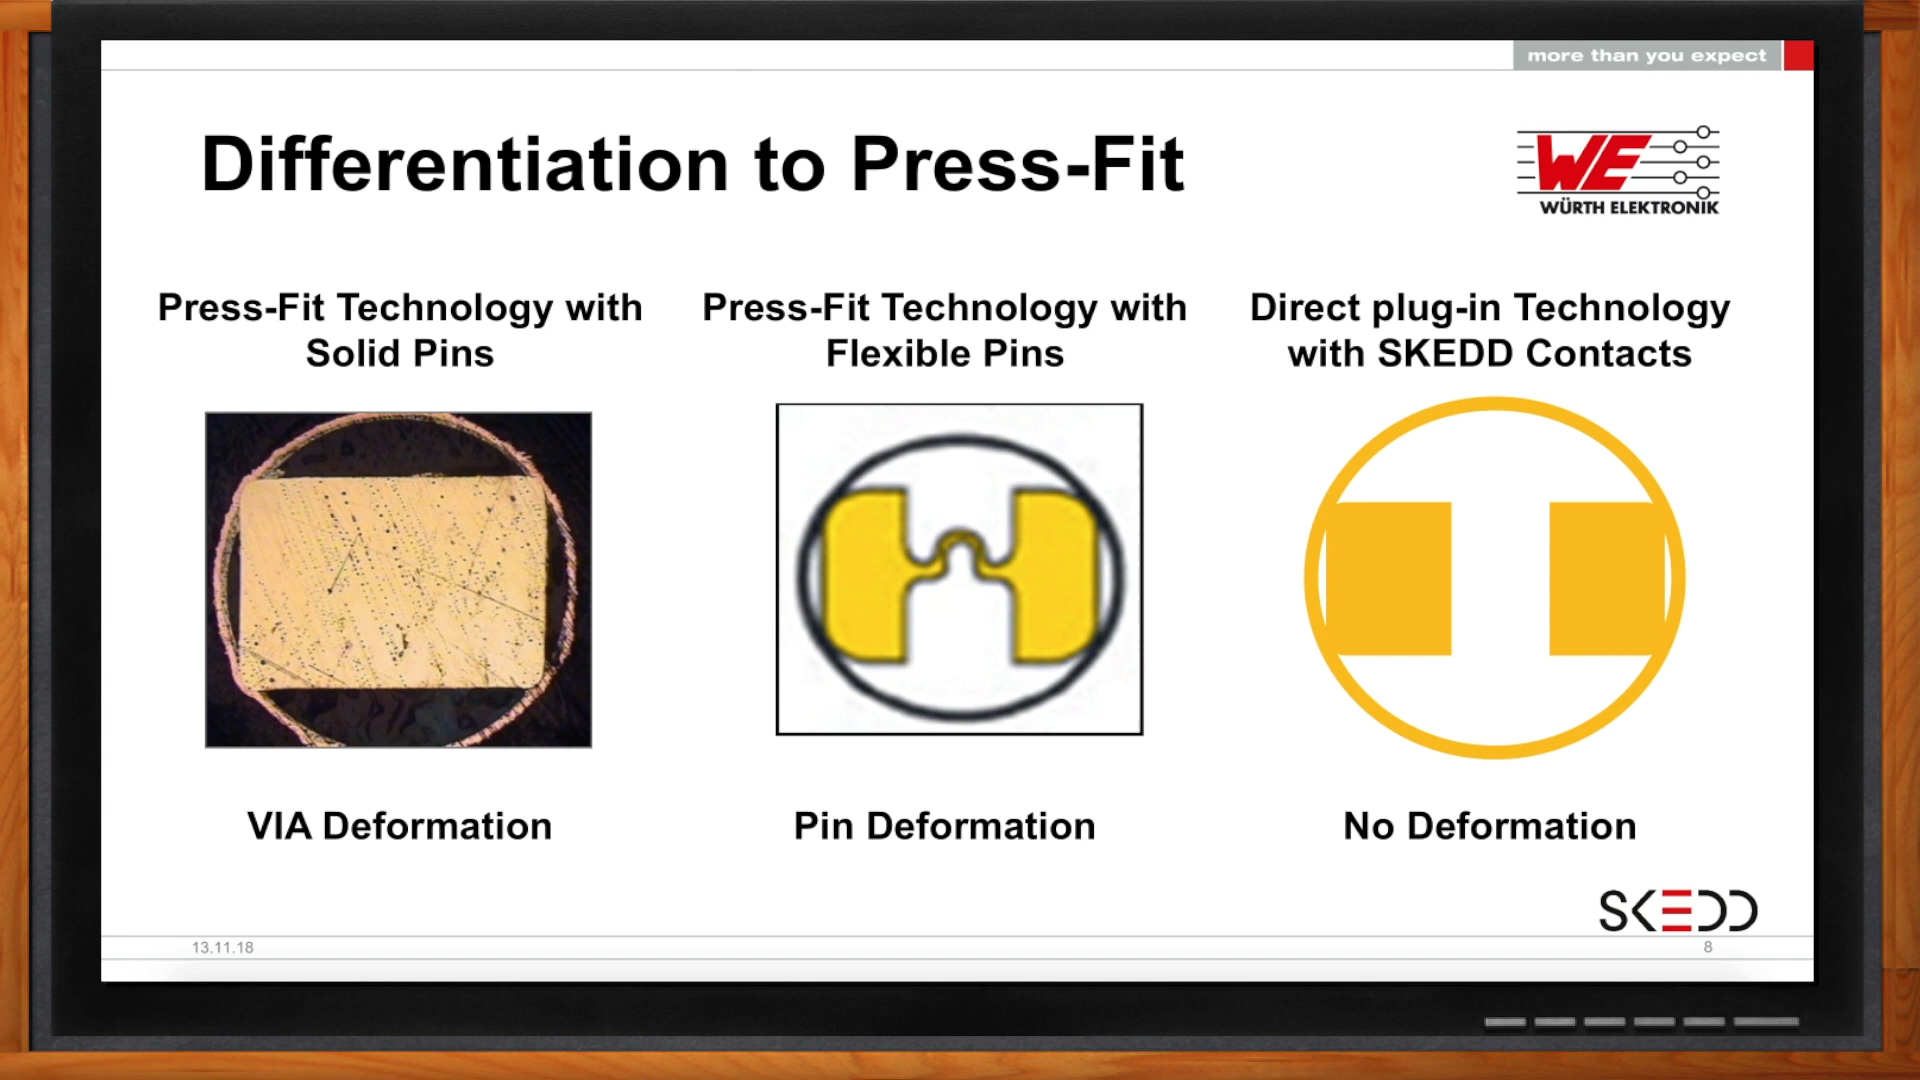 more than you expect
Differentiation to Press-Fit
WE
WÜRTH ELEKTRONIK
Press-Fit Technology with
Solid Pins
Press-Fit Technology with
Flexible Pins
Direct plug-in Technology
with SKEDD Contacts
VIA Deformation
Pin Deformation
No Deformation
SKEDD
13.11.18
8